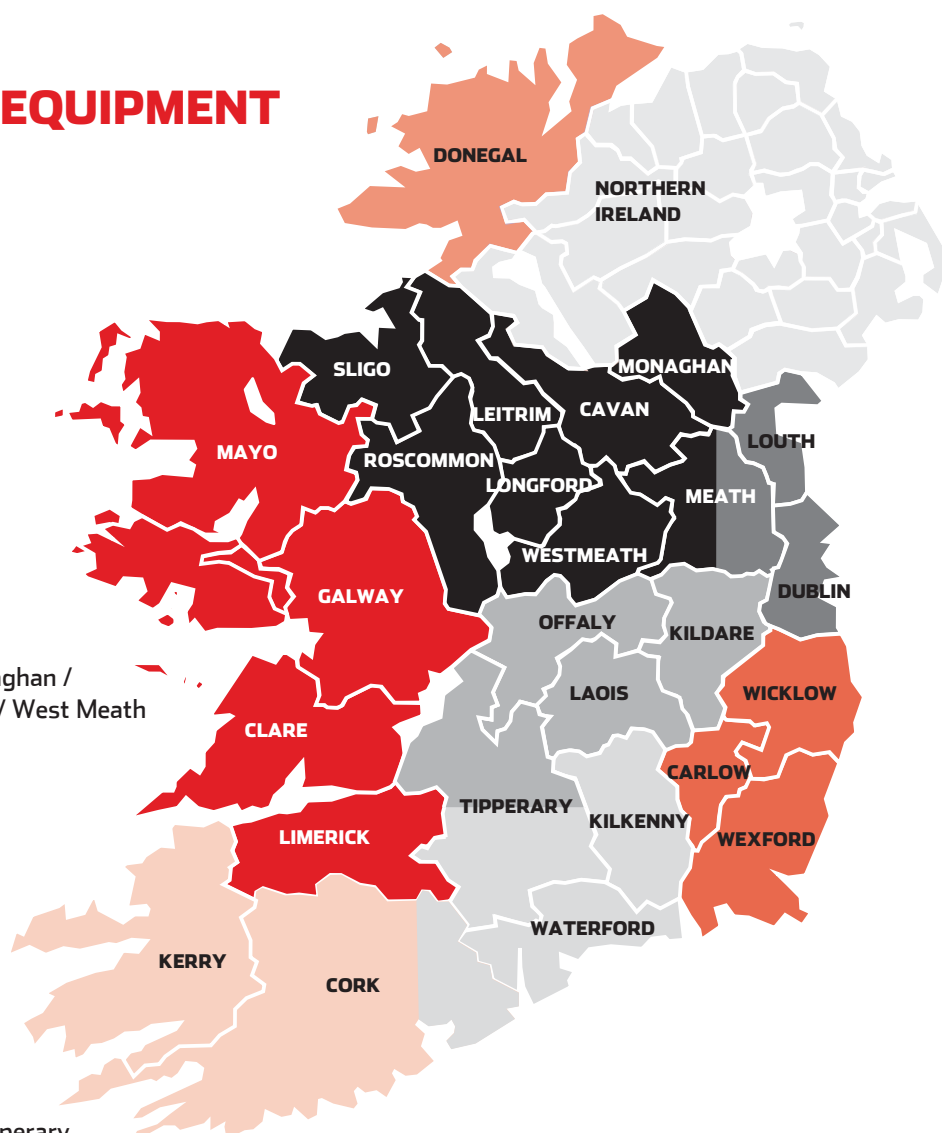 EQUIPMENT
DONEGAL
NORTHERN
IRELAND
SLIGO
MONAGHAN
LEITRIM
CAVAN
LOUTH
MAYO
ROSCOMMON
LONGFORD
MEATH
WESTMEATH
GALWAY
DUBLIN
OFFALY
KILDARE
ghan /
/ West Meath
LAOIS
WICKLOW
CLARE
CARLOW
TIPPERARY
KILKENNY
LIMERICK
WEXFORD
WATERFORD
KERRY
CORK
perary